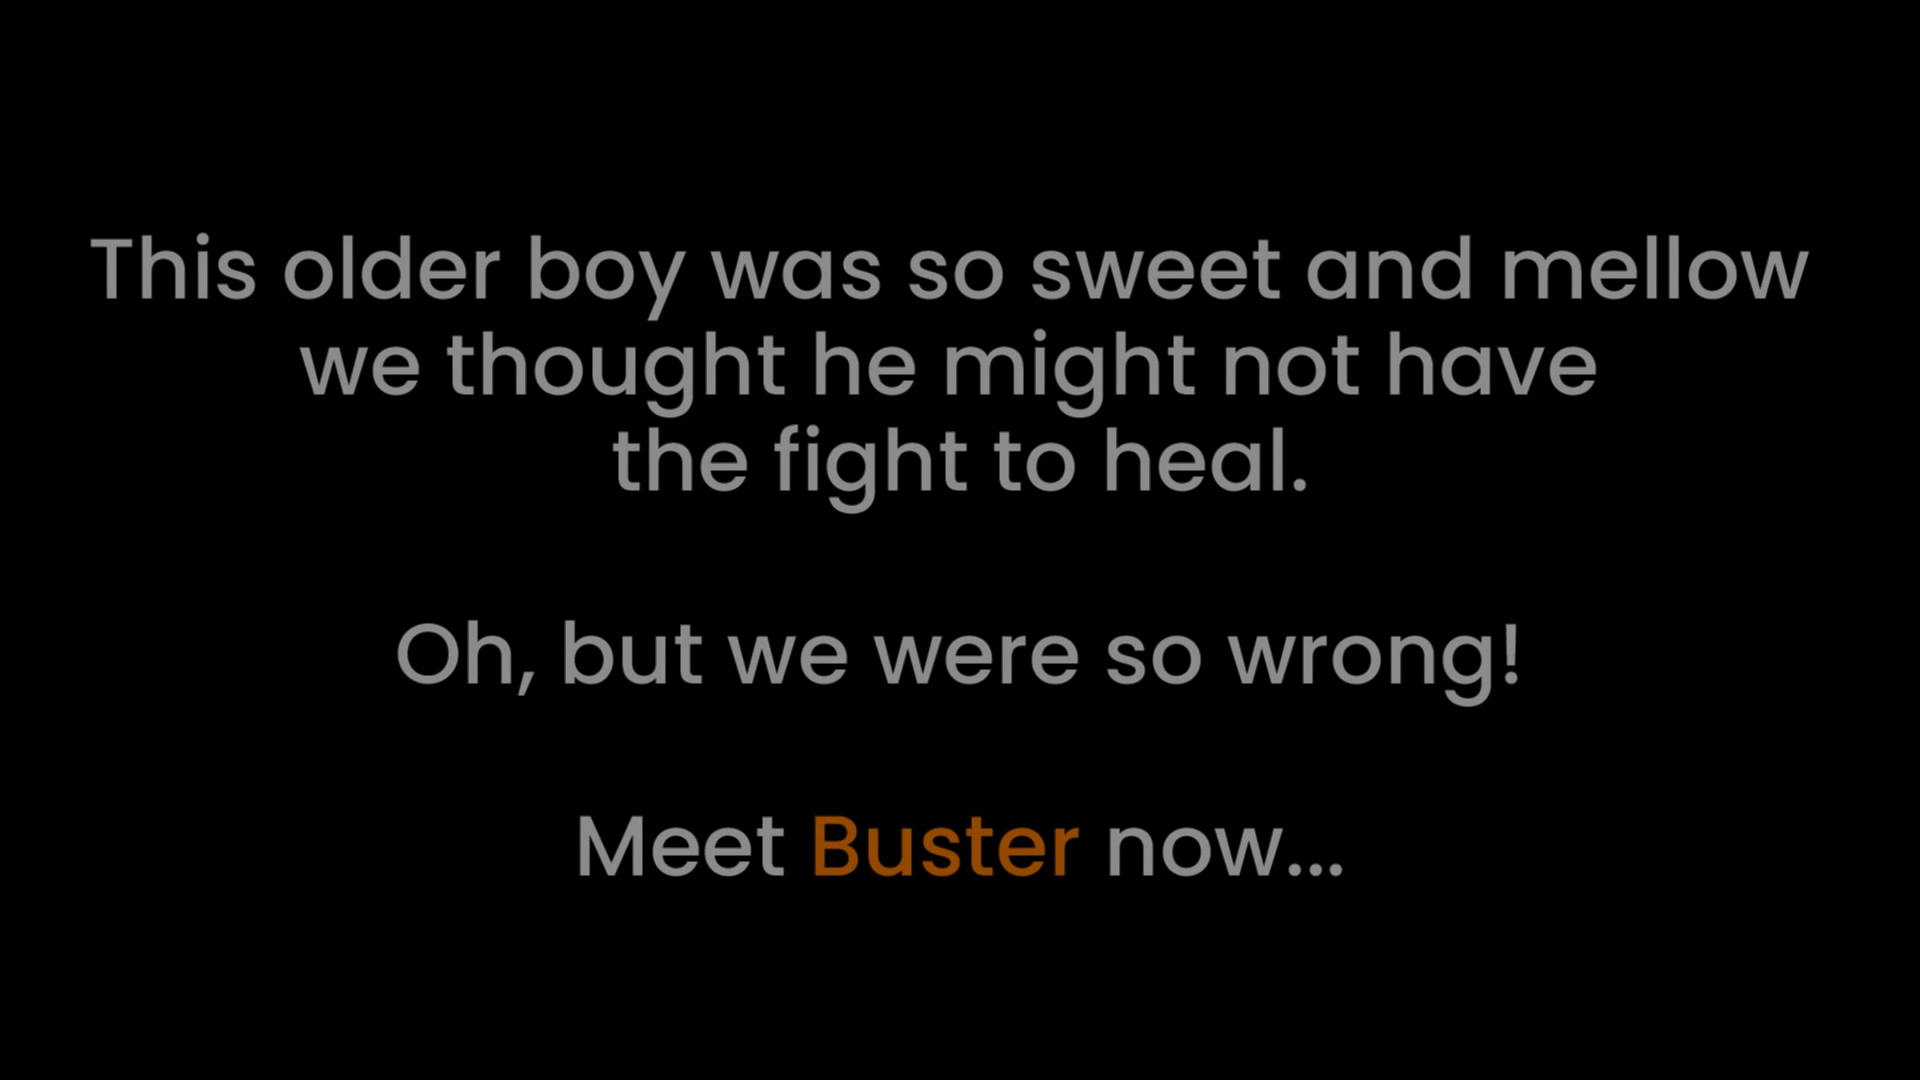 This older boy was so sweet and mellow
we thought he might not have
the fight to heal.
Oh, but we were so wrong!
Meet Buster now...